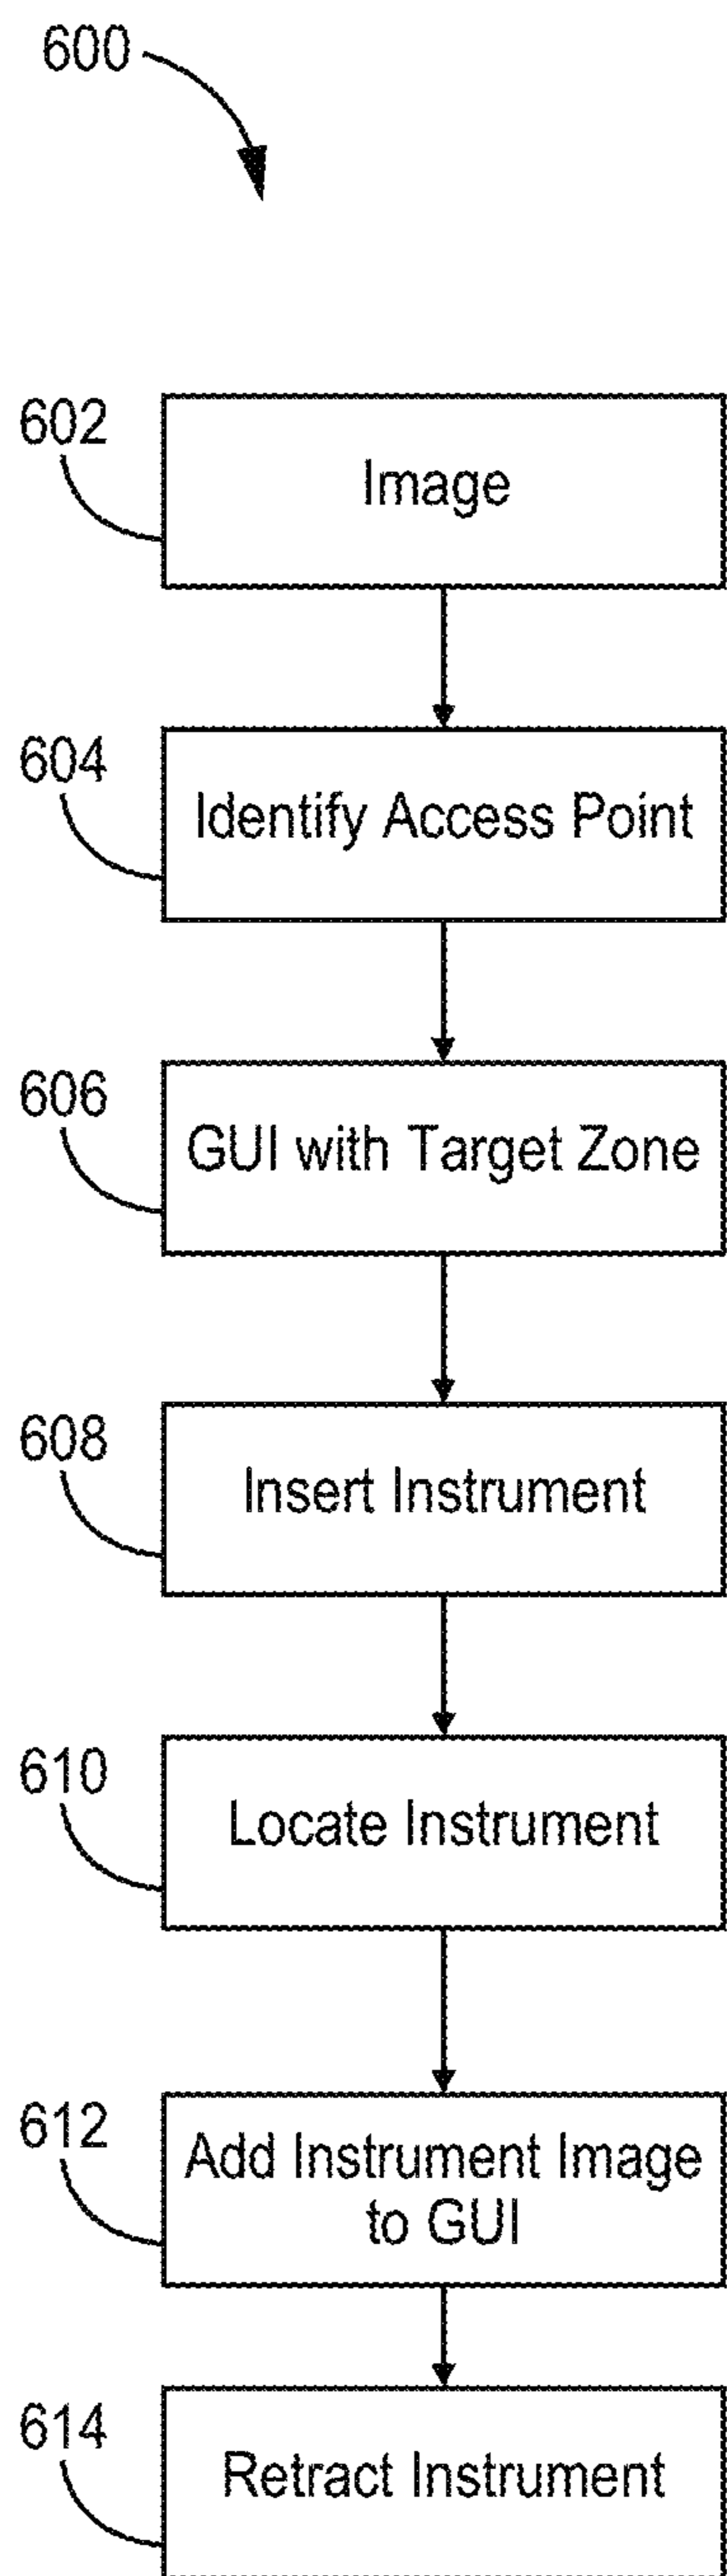 600
602
Image
604
Identify Access Point
606
GUI with Target Zone
608
Insert Instrument
610
Locate Instrument
612
Add Instrument Image
to GUI
614
Retract Instrument